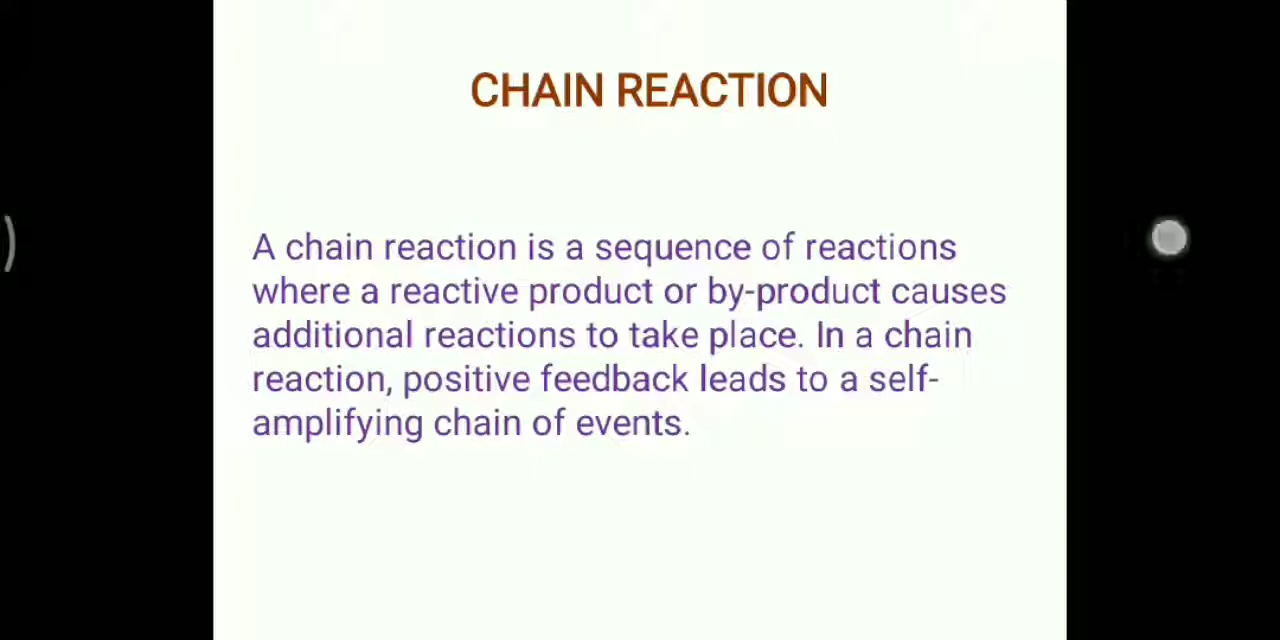 CHAIN REACTION
A chain reaction is a sequence of reactions
where a reactive product or by-product causes
additional reactions to take place. In a chain
reaction, positive feedback leads to a self-
amplifying chain of events.